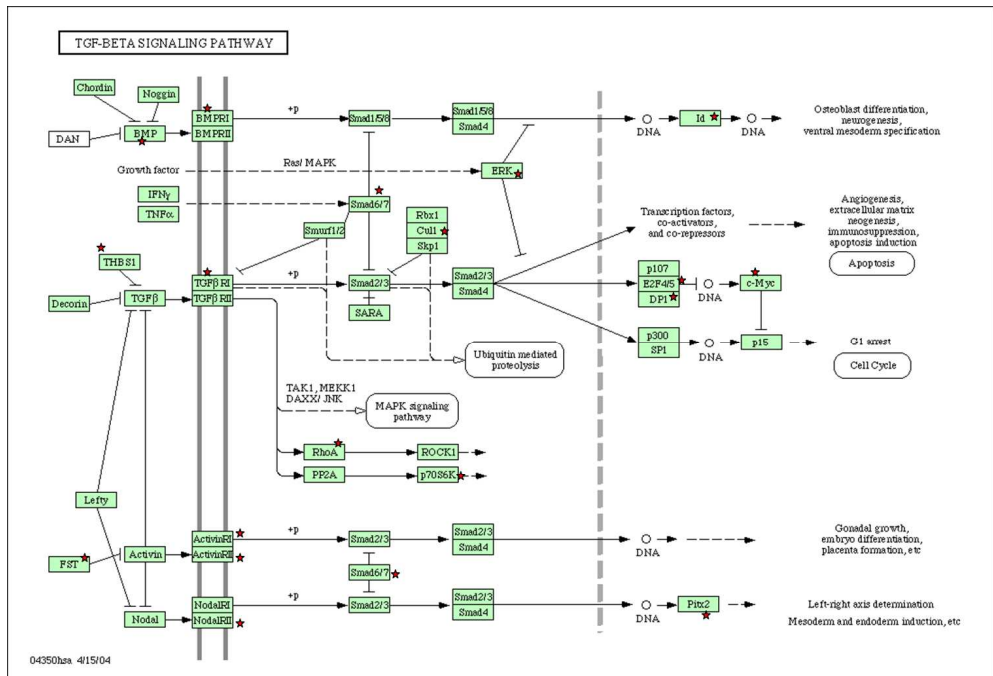 TGF-BETA SIGNALING PATHWAY
Chordin
Noggin
DAN
BMP
BMPRI
BMPRII
+p
Smad1/5/8
Smad1/5/8
Smad4
DNA
Id
DNA
Osteoblast differentiation,
neurogenesis,
ventral mesoderm specification
Growth factor
Ras/ MAPK
ERK
IFNγ
TNFα
Smad6/7
Smurf1/2
Rbx1
Cul1
Skp1
Transcription factors,
co-activators,
and co-repressors
Angiogenesis,
extracellular matrix
neogenesis,
immunosuppression,
apoptosis induction
Apoptosis
THBS1
Decorin
TGFβ
TGFβ RI
TGFβ RII
+p
Smad2/3
SARA
Smad2/3
Smad4
p107
E2F4/5
DP1
DNA
c-Myc
p300
SP1
DNA
p15
G1 arrest
Cell Cycle
Ubiquitin mediated
proteolysis
TAK1, MEKK1
DAXX/ JNK
MAPK signaling
pathway
RhoA
ROCK1
PP2A
p70S6K
Lefty
FST
Activin
ActivinRI
ActivinRII
+p
Smad2/3
Smad2/3
Smad4
DNA
Gonadal growth,
embryo differentiation,
placenta formation, etc
Smad6/7
Nodal
NodalRI
NodalRII
+p
Smad2/3
Smad2/3
Smad4
DNA
Pitx2
Left-right axis determination
Mesoderm and endoderm induction, etc
04350hsa 4/15/04